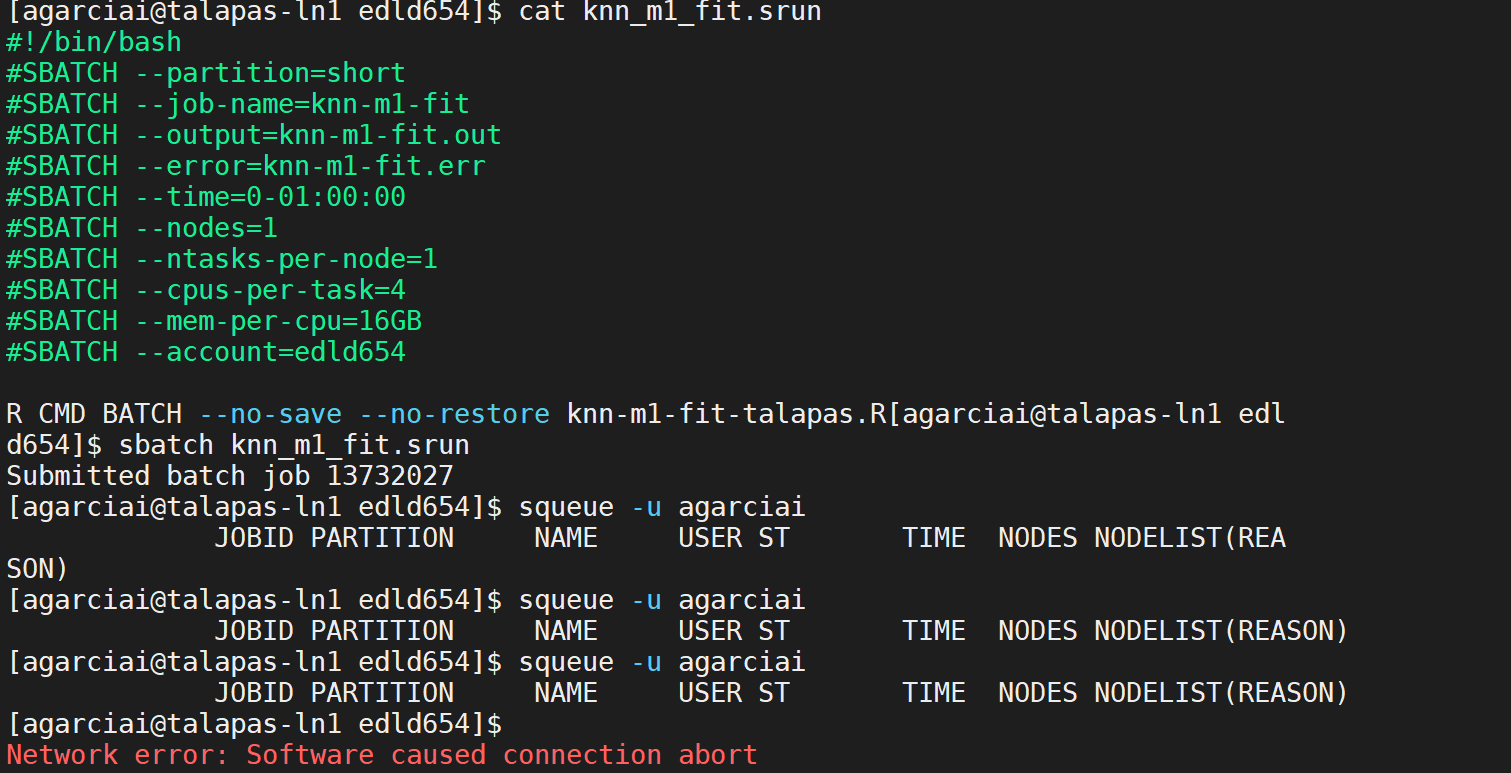 [agarciai@talapas-ln1 edld654]$ cat knn_m1_fit.srun
#!/bin/bash
#SBATCH --partition=short
#SBATCH --job-name=knn-m1-fit
#SBATCH --output=knn-m1-fit.out
#SBATCH --error=knn-m1-fit.err
#SBATCH --time=0-01:00:00
#SBATCH --nodes=1
#SBATCH --ntasks-per-node=1
#SBATCH --cpus-per-task=4
#SBATCH --mem-per-cpu=16GB
#SBATCH --account=edld654

R CMD BATCH --no-save --no-restore knn-m1-fit-talapas.R[agarciai@talapas-ln1 edl
d654]$ sbatch knn_m1_fit.srun
Submitted batch job 13732027
[agarciai@talapas-ln1 edld654]$ squeue -u agarciai
             JOBID PARTITION     NAME     USER ST       TIME  NODES NODELIST(REA
SON)
[agarciai@talapas-ln1 edld654]$ squeue -u agarciai
             JOBID PARTITION     NAME     USER ST       TIME  NODES NODELIST(REASON)
[agarciai@talapas-ln1 edld654]$ squeue -u agarciai
             JOBID PARTITION     NAME     USER ST       TIME  NODES NODELIST(REASON)
[agarciai@talapas-ln1 edld654]$
Network error: Software caused connection abort